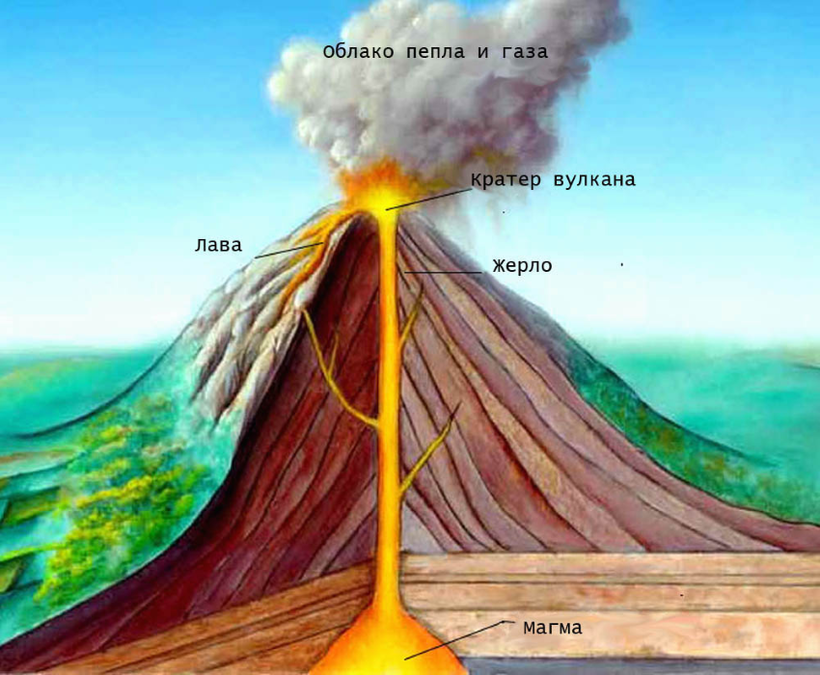 Облако пепла и газа
Кратер вулкана
Лава
Жерло
Магма